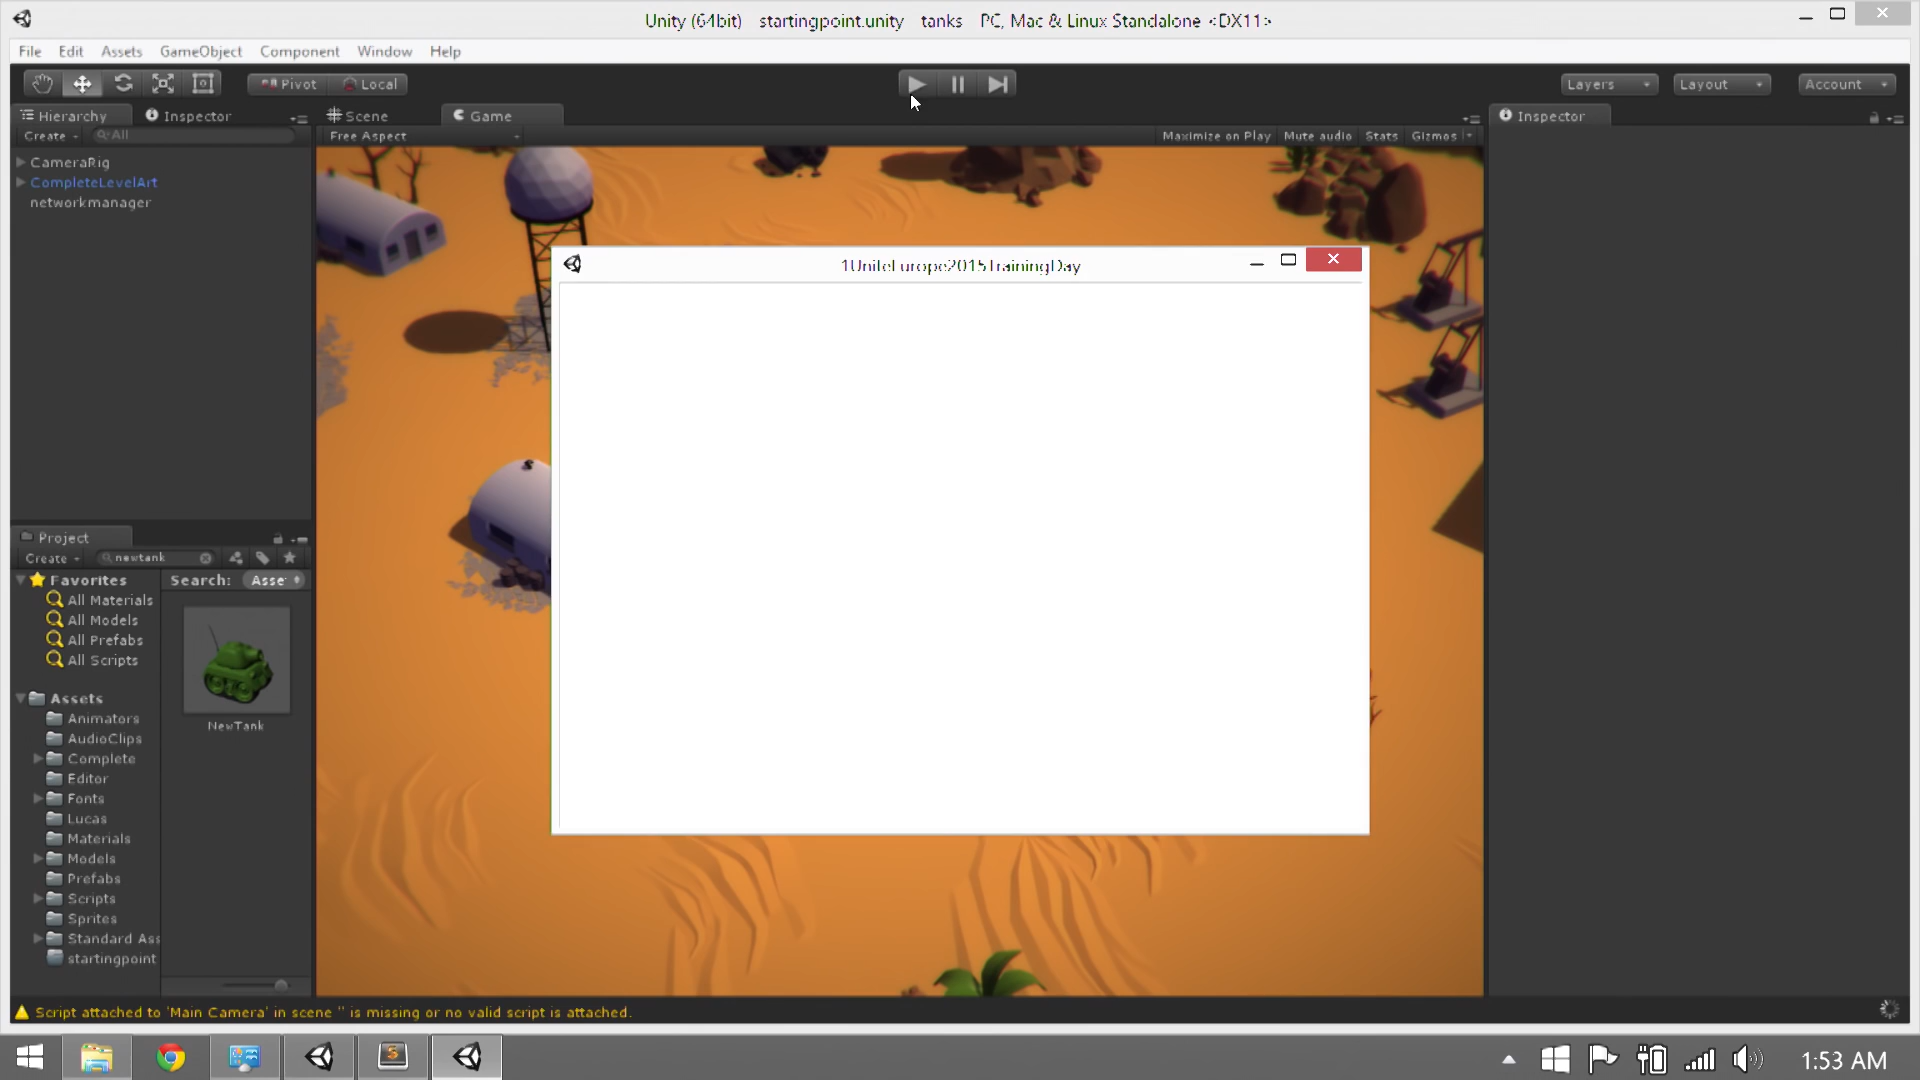 Unity (64bit) startingpoint.unity tanks PC, Mac & Linux Standalone <DX11>
File Edit Assets GameObject Component Window Help
Pivot Local Layers Layout Account
Hierarchy Inspector Scene Game Inspector
Create All Free Aspect Maximize on Play Mute audio Stats Gizmos
CameraRig
CompleteLevelArt
networkmanager
1UniteEurope2015TrainingDay
Project
Create newtank
Favorites Search: Asse
All Materials
All Models
All Prefabs
All Scripts
Assets
Animators
NewTank
AudioClips
Complete
Editor
Fonts
Lucas
Materials
Models
Prefabs
Scripts
Sprites
Standard Ass
startingpoint
Script attached to 'Main Camera' in scene '' is missing or no valid script is attached.
1:53 AM